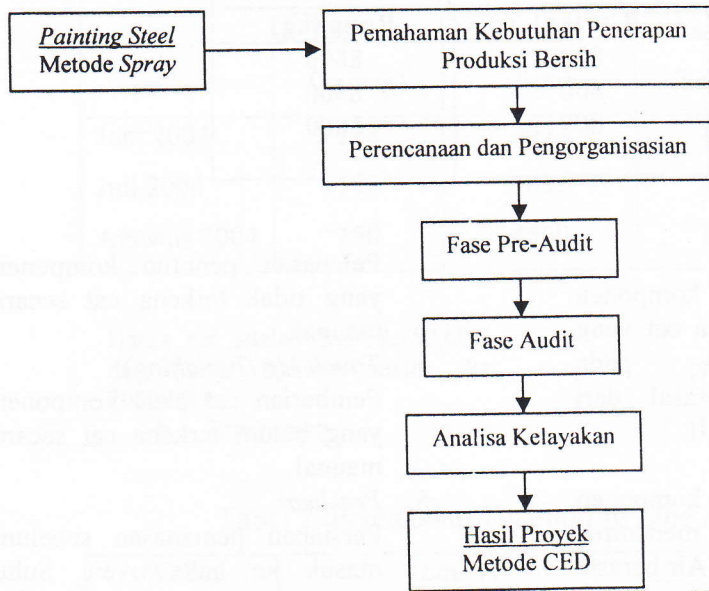 Painting Steel
Metode Spray
Pemahaman Kebutuhan Penerapan
Produksi Bersih
Perencanaan dan Pengorganisasian
Fase Pre-Audit
Fase Audit
Analisa Kelayakan
Hasil Proyek
Metode CED